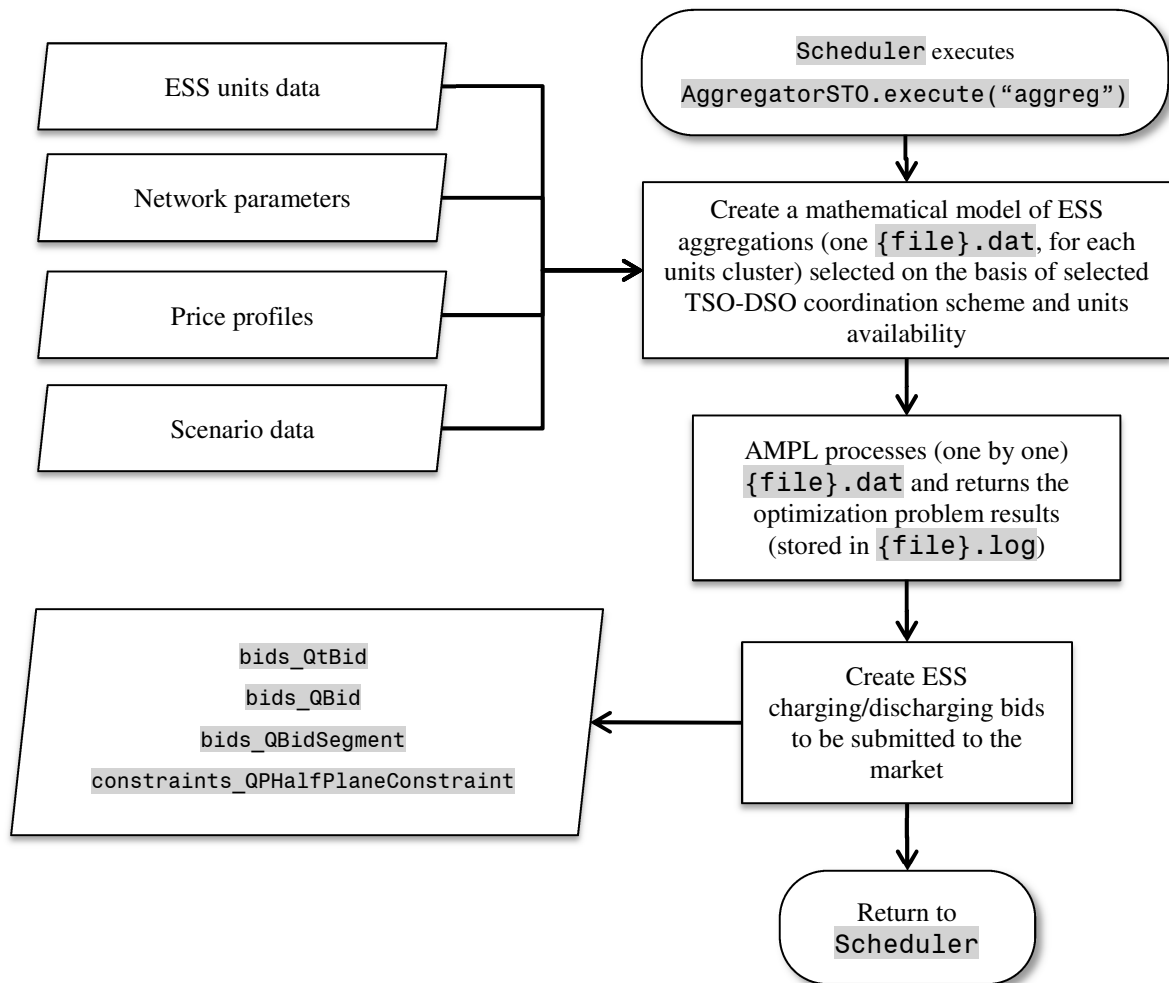 ESS units data
Network parameters
Price profiles
Scenario data
Scheduler executes
AggregatorSTO.execute(“aggreg”)
Create a mathematical model of ESS
aggregations (one {file}.dat, for each
units cluster) selected on the basis of selected
TSO-DSO coordination scheme and units
availability
AMPL processes (one by one)
{file}.dat and returns the
optimization problem results
(stored in {file}.log)
Create ESS
charging/discharging bids
to be submitted to the
market
bids_QtBid
bids_QBid
bids_QBidSegment
constraints_QPHalfPlaneConstraint
Return to
Scheduler